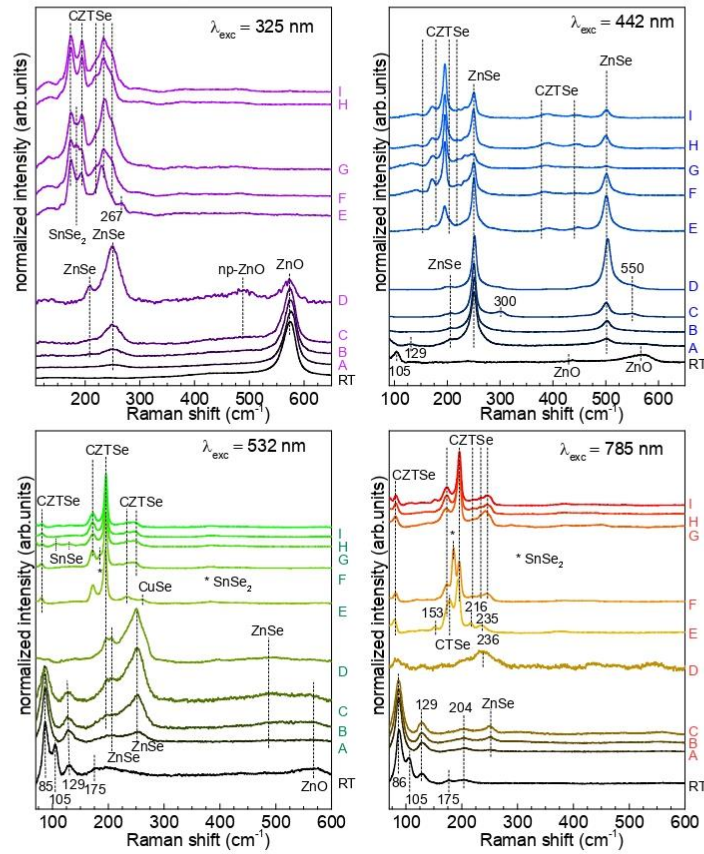 CZTSe
λexc = 325 nm
normalized intensity (arb.units)
I
H
G
F
E
SnSe2
267
ZnSe
ZnSe
np-ZnO
ZnO
D
C
B
A
RT
200 300 400 500 600
Raman shift (cm-1)
λexc = 442 nm
CZTSe
ZnSe
ZnSe
CZTSe
normalized intensity (arb.units)
I
H
G
F
E
D
ZnSe
300
550
C
B
A
129
105
ZnO
ZnO
RT
100 200 300 400 500 600
Raman shift (cm-1)
CZTSe
λexc = 532 nm
CZTSe
CZTSe
normalized intensity (arb.units)
I
H
SnSe
G
* 
* SnSe2
F
CuSe
E
ZnSe
D
C
B
A
ZnSe
ZnSe
85
105
129
175
ZnO
RT
100 200 300 400 500 600
Raman shift (cm-1)
CZTSe
λexc = 785 nm
CZTSe
normalized intensity (arb.units)
I
H
G
*
* SnSe2
F
153
216
235
E
CTSe
236
D
129
204
ZnSe
C
B
A
86
105
175
RT
100 200 300 400 500 600
Raman shift (cm-1)